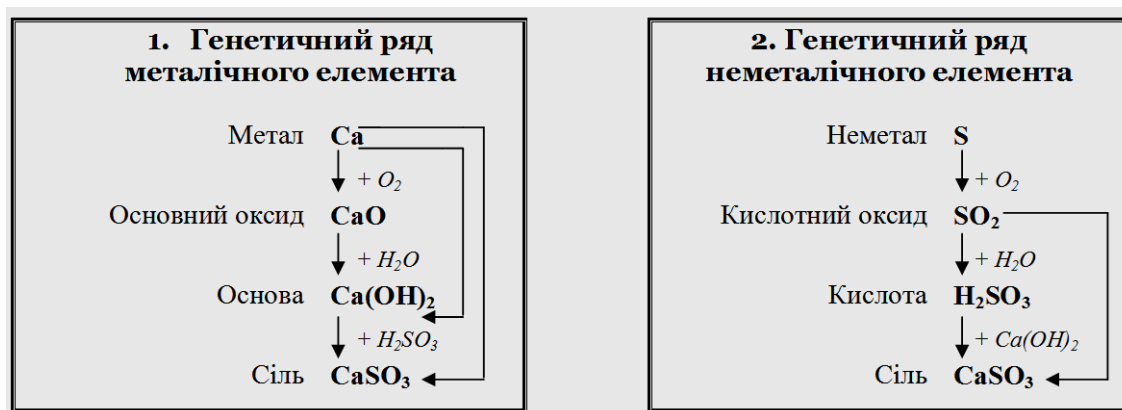 1. Генетичний ряд
металічного елемента
Метал Ca
+ O₂
Основний оксид CaO
+ H₂O
Основа Ca(OH)₂
+ H₂SO₃
Сіль CaSO₃
2. Генетичний ряд
неметалічного елемента
Неметал S
+ O₂
Кислотний оксид SO₂
+ H₂O
Кислота H₂SO₃
+ Ca(OH)₂
Сіль CaSO₃